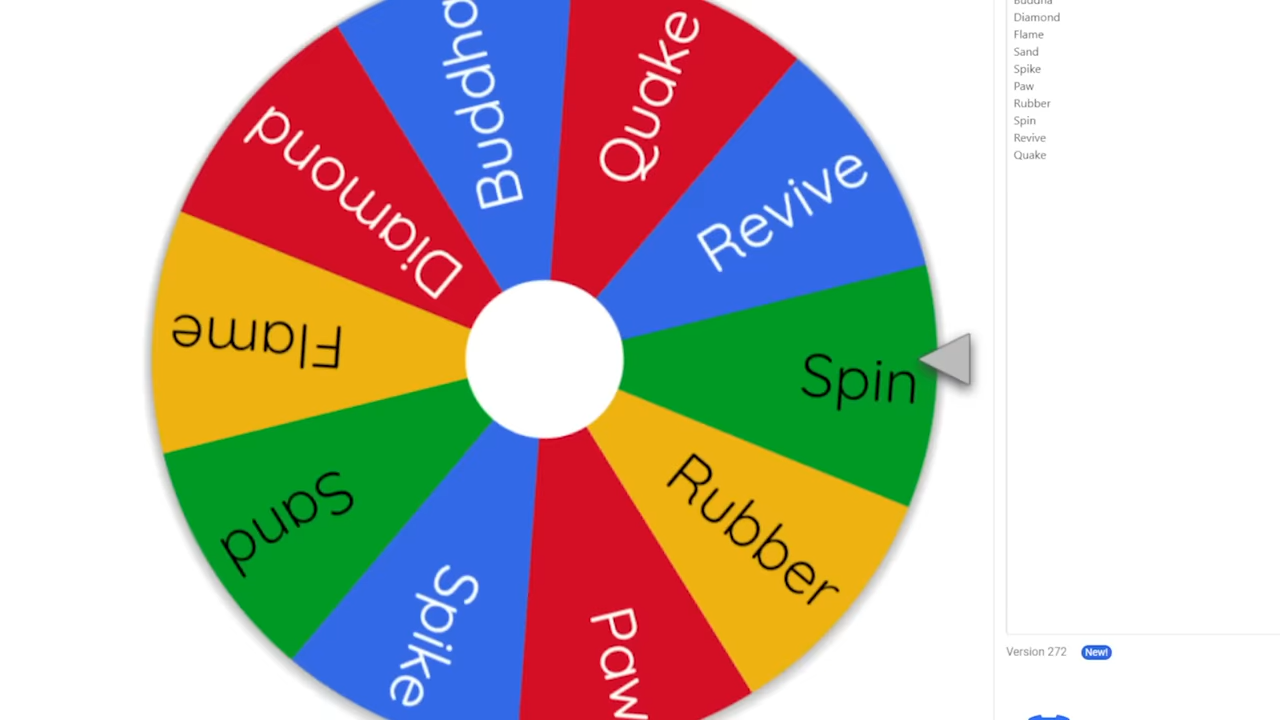 Buddha
Quake
Diamond
Revive
Flame
Spin
Sand
Rubber
Spike
Paw
Buddha
Diamond
Flame
Sand
Spike
Paw
Rubber
Spin
Revive
Quake
Version 272
New!